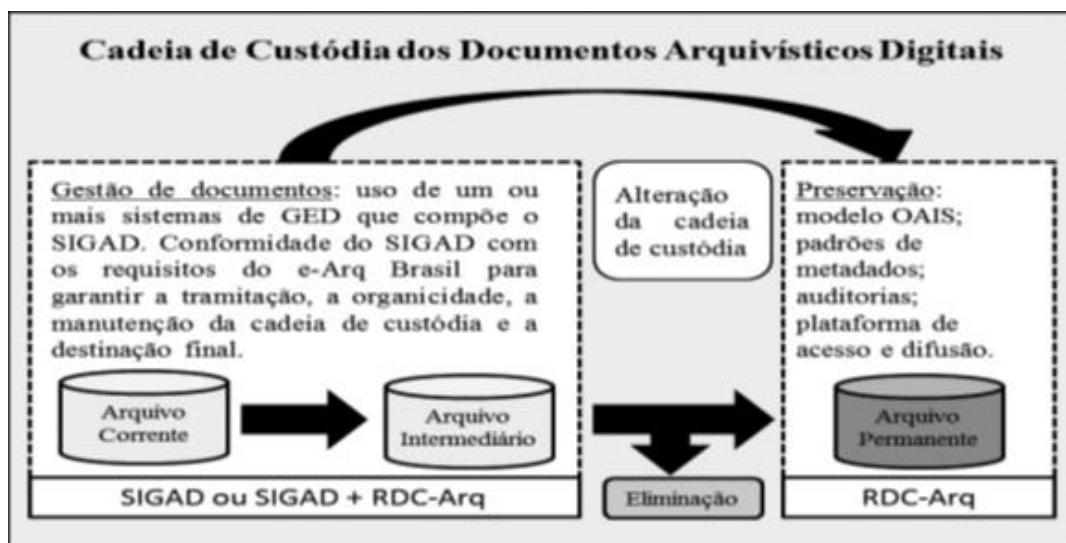 Cadeia de Custódia dos Documentos Arquivísticos Digitais
Gestão de documentos: uso de um ou
mais sistemas de GED que compõe o
SIGAD. Conformidade do SIGAD com
os requisitos do e-Arq Brasil para
garantir a tramitação, a organicidade, a
manutenção da cadeia de custódia e a
destinação final.
Arquivo
Corrente
Arquivo
Intermediário
SIGAD ou SIGAD + RDC-Arq
Alteração
da cadeia
de custódia
Eliminação
Preservação:
modelo OAIS;
padrões de
metadados;
auditorias;
plataforma de
acesso e difusão.
Arquivo
Permanente
RDC-Arq